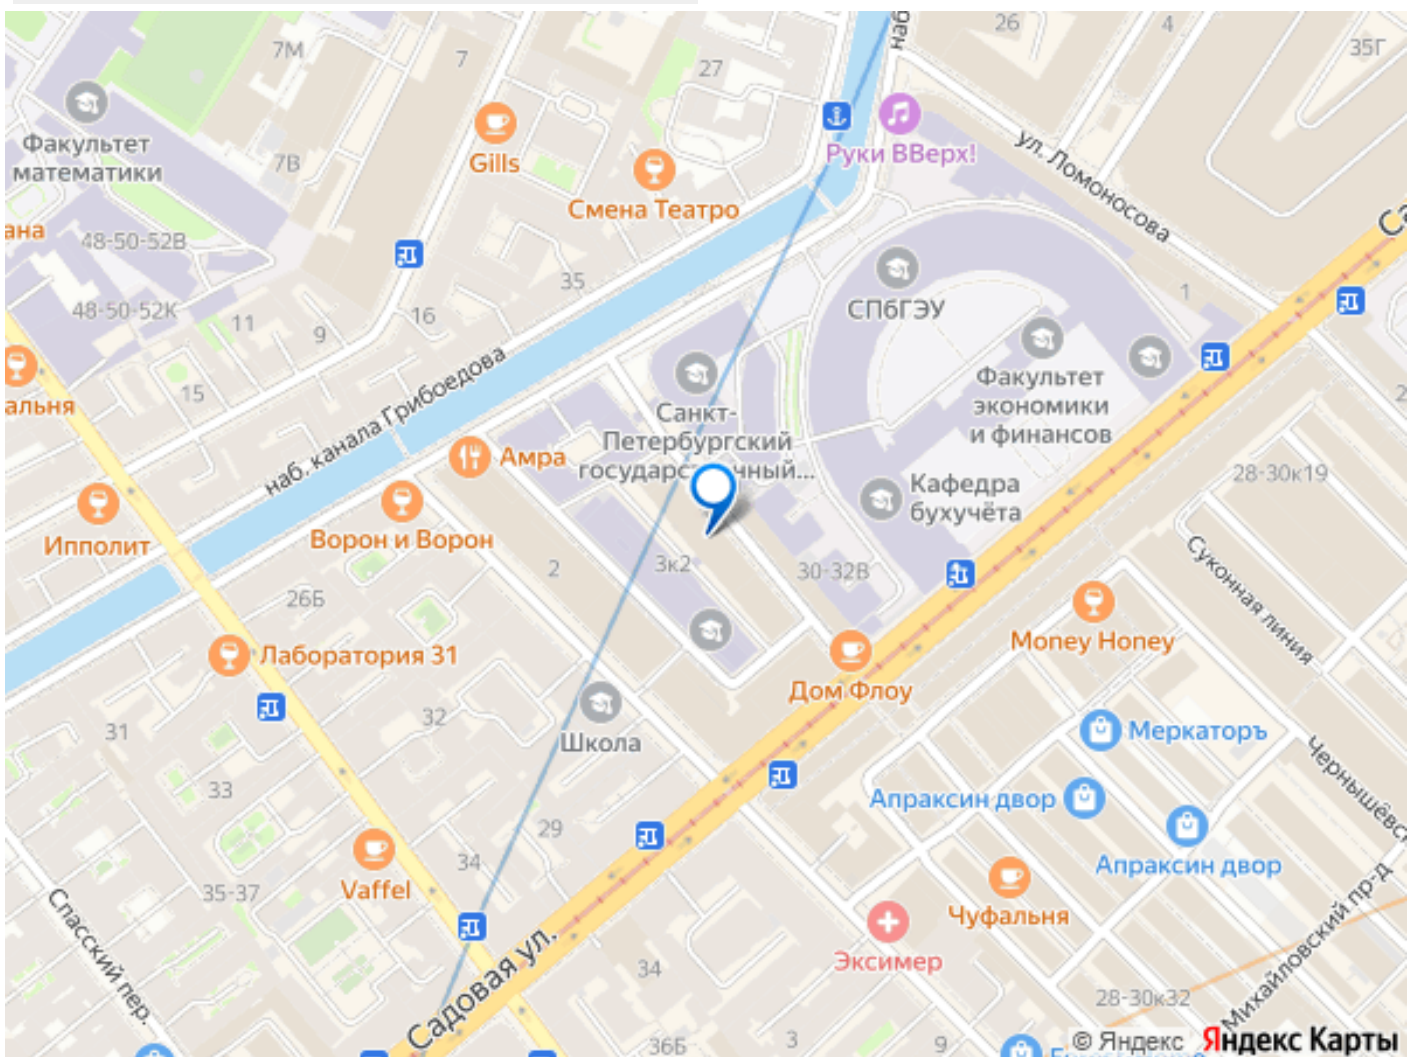 26
4
35Г
7М
7
27
наб
Факультет
математики
7В
Gills
Руки ВВерх!
ул. Ломоносова
Смена Театро
ана
48-50-52В
35
СПбГЭУ
1
48-50-52К
11
9
16
15
наб. канала Грибоедова
альня
Факультет
экономики
и финансов
Санкт-
Петербургский
Амра
28-30к19
Кафедра
бухучёта
Ипполит
Ворон и Ворон
2
3к2
30-32В
Суконная линия
26Б
Money Honey
Лаборатория 31
Дом Флоу
31
32
Школа
Меркаторъ
33
Апраксин двор
29
34
Апраксин двор
Vaffel
35-37
Чуфальня
Спасский пер.
Эксимер
Садовая ул.
34
Михайловский пр-д
28-30к32
36Б
3
9
© Яндекс Яндекс Карты